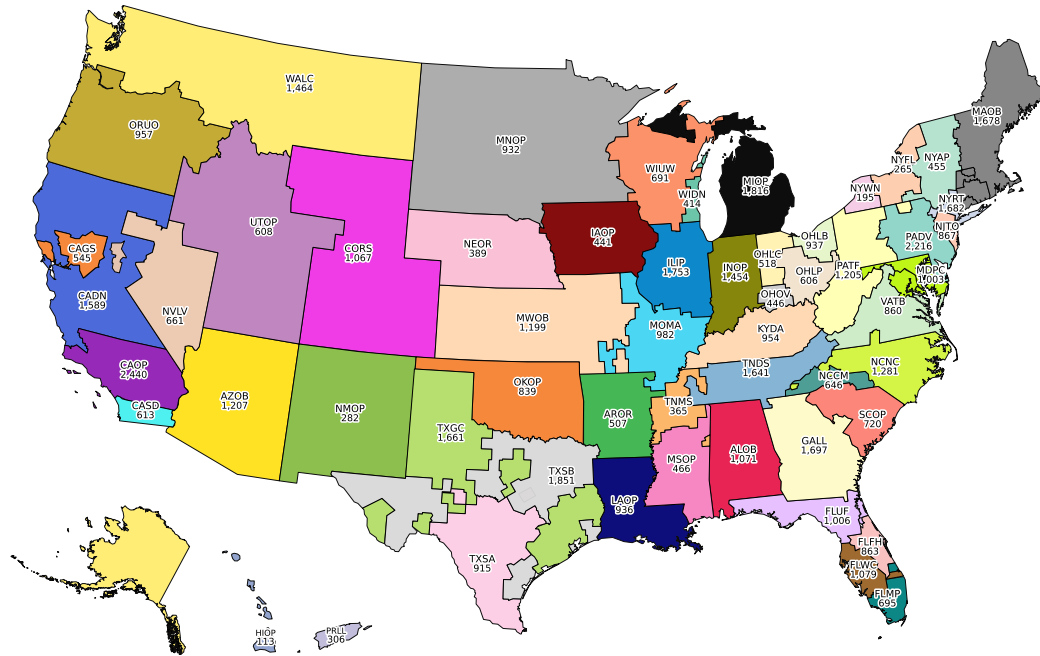 WALC
1,464
MAOB
1,678
ORUO
957
MNOP
932
NYFL
265
NYAP
455
WIUW
691
MIOP
1,816
NYWN
195
WIDN
414
NYRT
1,682
UTOP
608
NITO
867
IAOP
441
OHLB
937
PADV
2,216
CAGS
545
CORS
1,067
NEOR
389
OHLC
518
ILIP
1,753
INOP
1,454
OHLP
606
PATF
1,205
MDPC
1,003
CADN
1,589
OHOV
446
VATB
860
NVLV
661
MWOB
1,199
MOMA
982
KYDA
954
CAOP
2,440
TNDS
1,641
NCNC
1,281
OKOP
839
NCCM
646
AZOB
1,207
TNMS
365
CASD
613
NMOP
282
AROR
507
SCOP
720
TXGC
1,661
GALL
1,697
ALOB
1,071
MSOP
466
TXSB
1,851
LAOP
936
FLUF
1,006
FLFH
863
TXSA
915
FLWC
1,079
FLMP
695
HIOP
113
PRLL
306